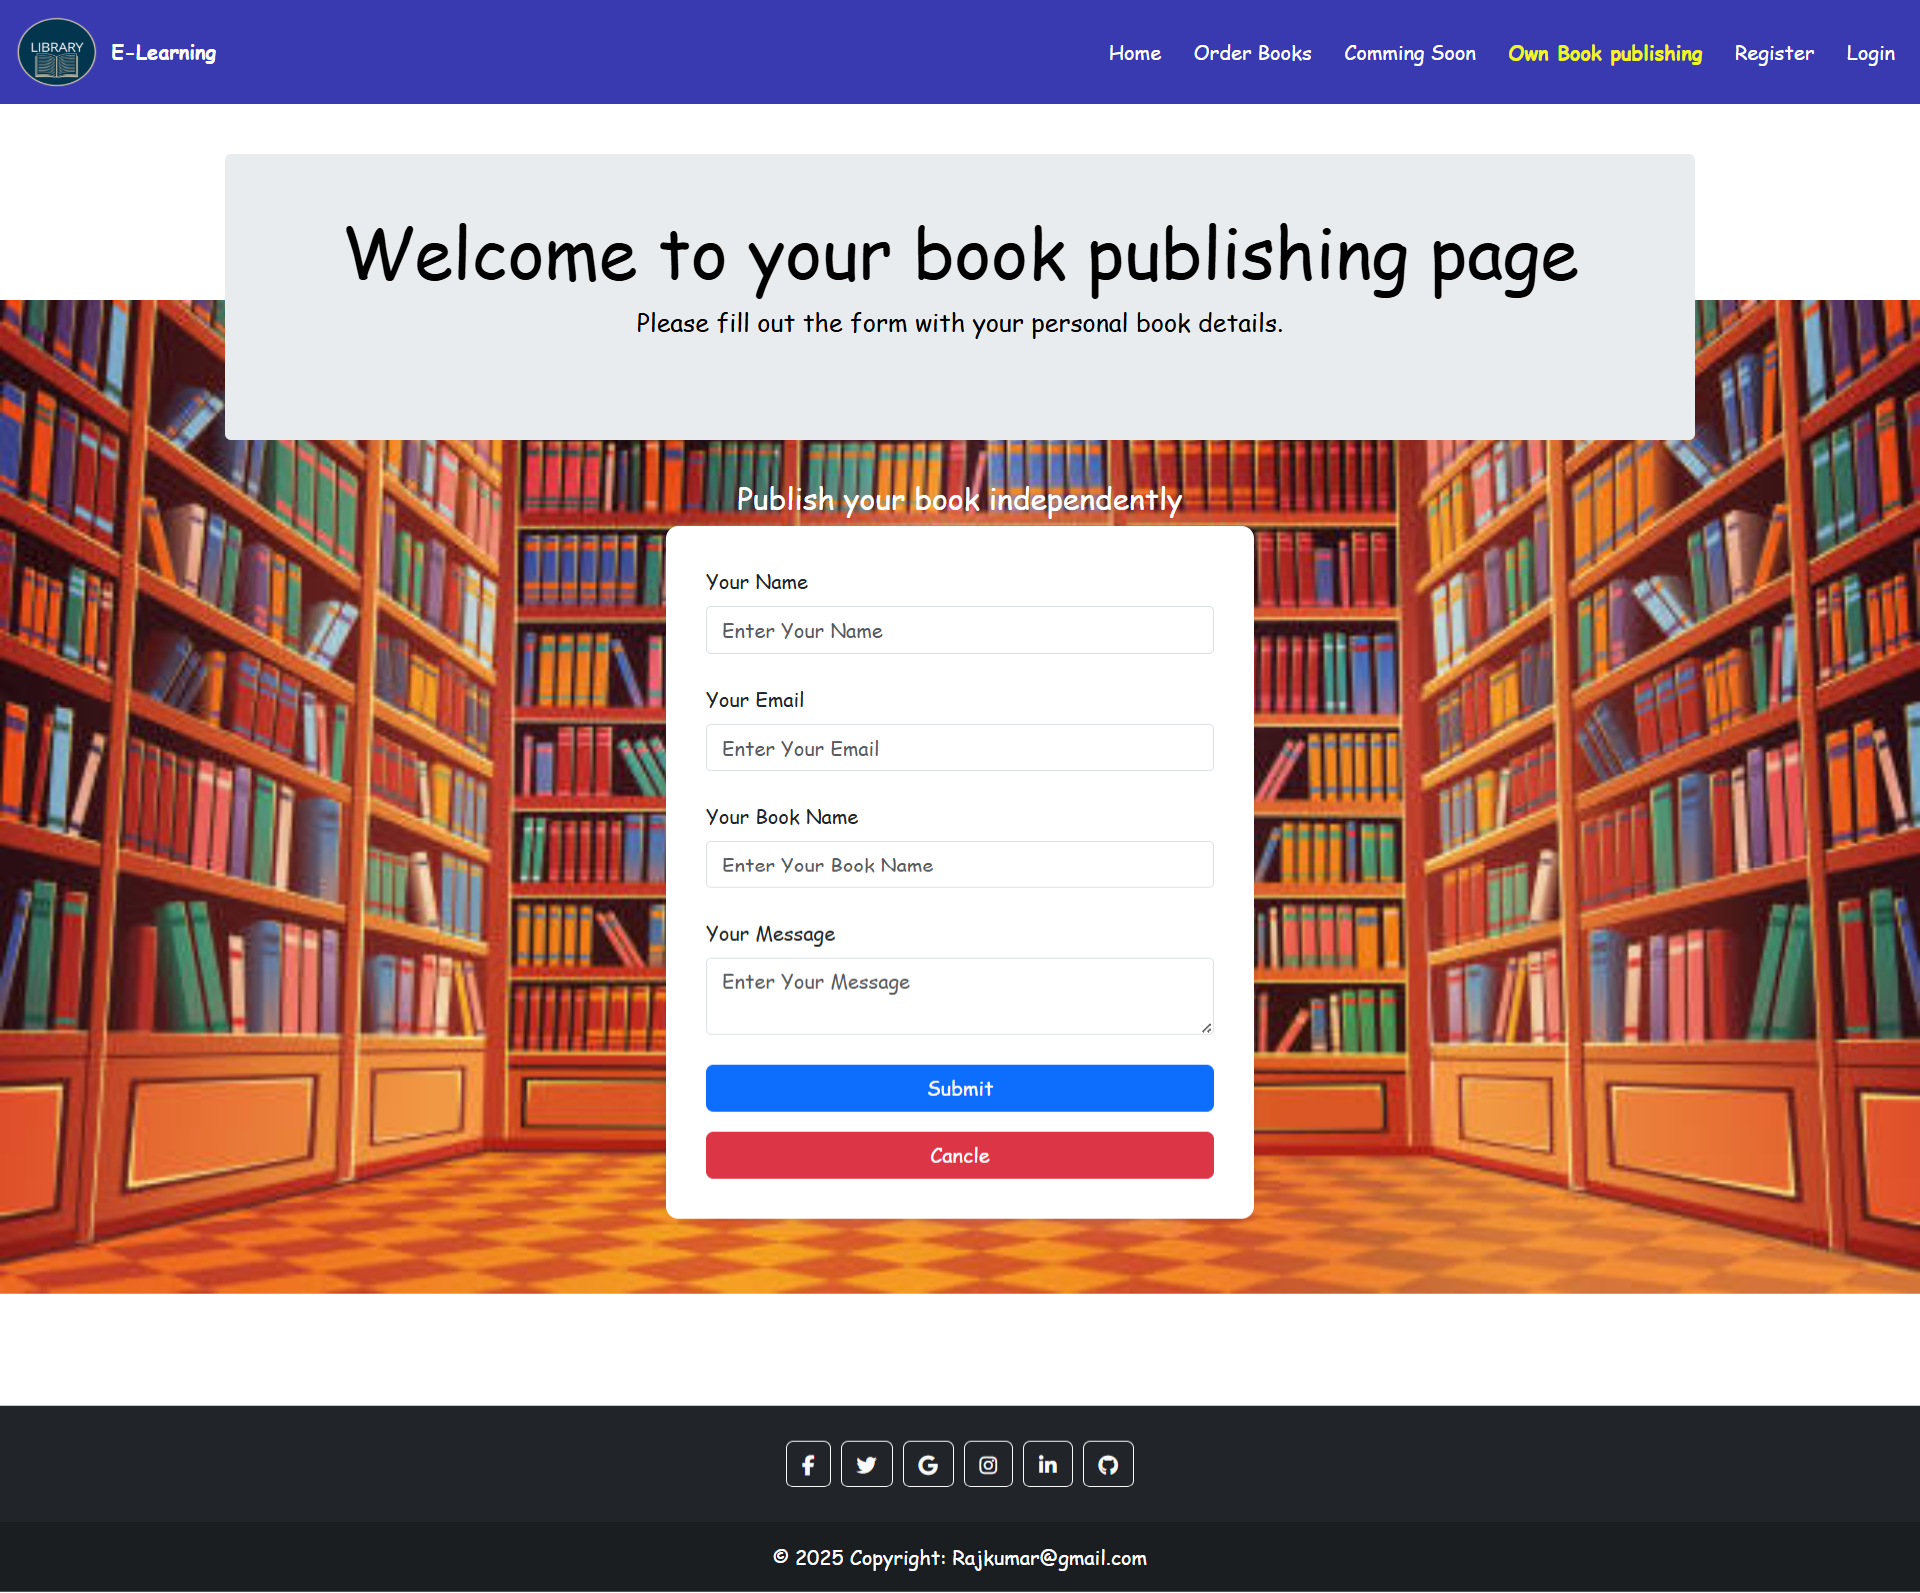 LIBRARY
E-Learning
Home
Order Books
Comming Soon
Own Book publishing
Register
Login
Welcome to your book publishing page
Please fill out the form with your personal book details.
Publish your book independently
Your Name
Enter Your Name
Your Email
Enter Your Email
Your Book Name
Enter Your Book Name
Your Message
Enter Your Message
Submit
Cancle
© 2025 Copyright: Rajkumar@gmail.com